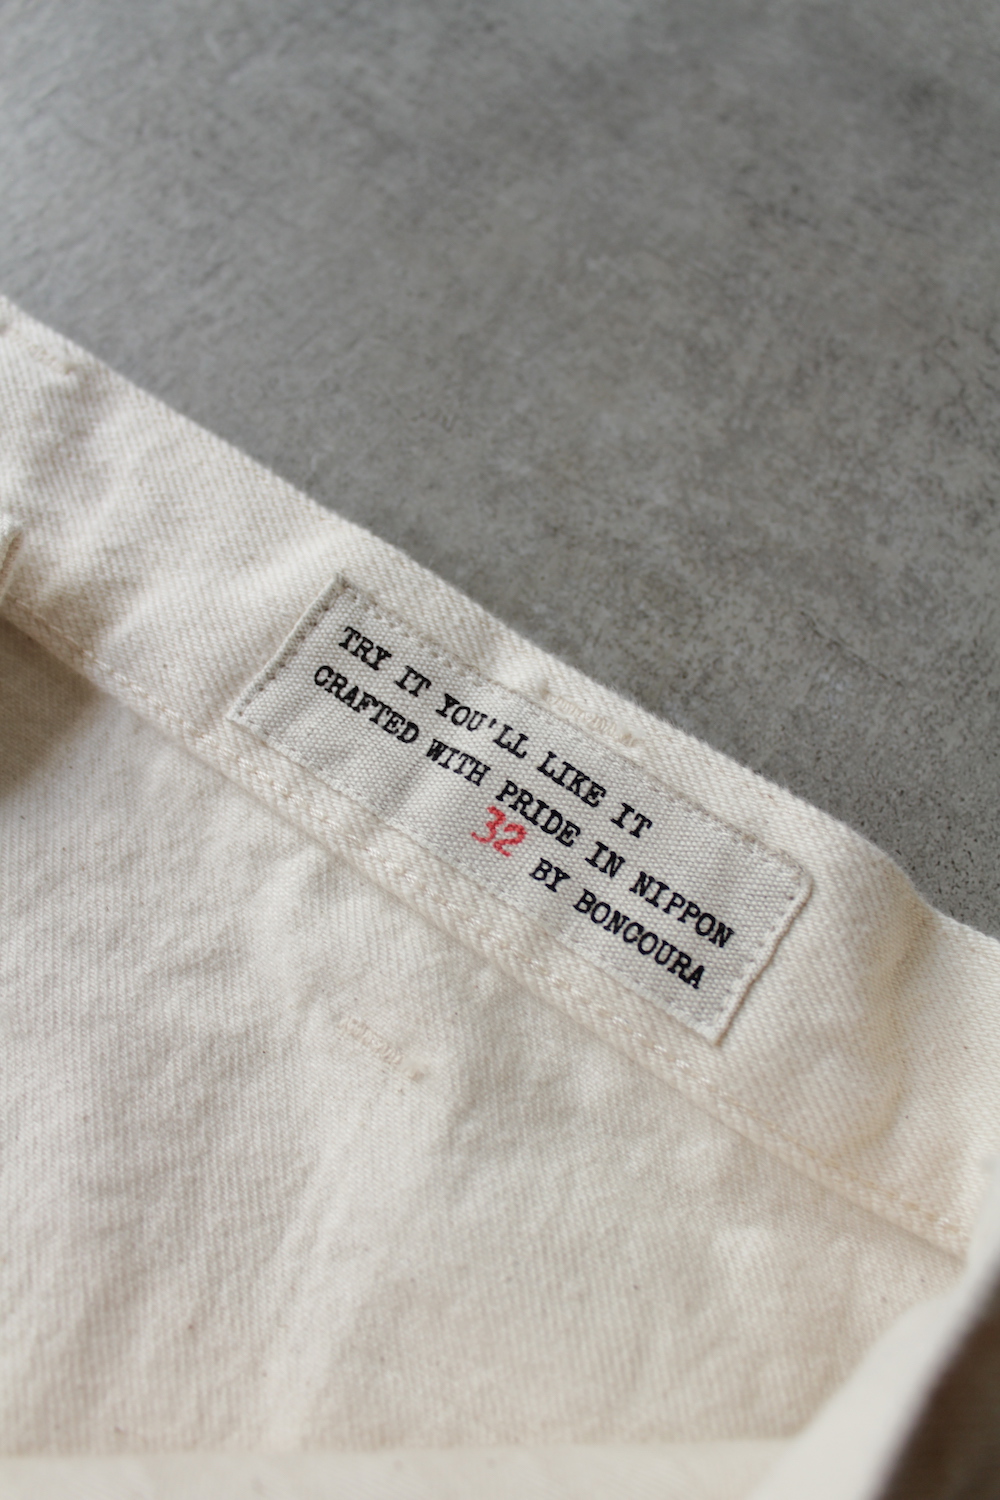 TRY IT YOU'LL LIKE IT
CRAFTED WITH PRIDE IN NIPPON
32 BY BONCOURA